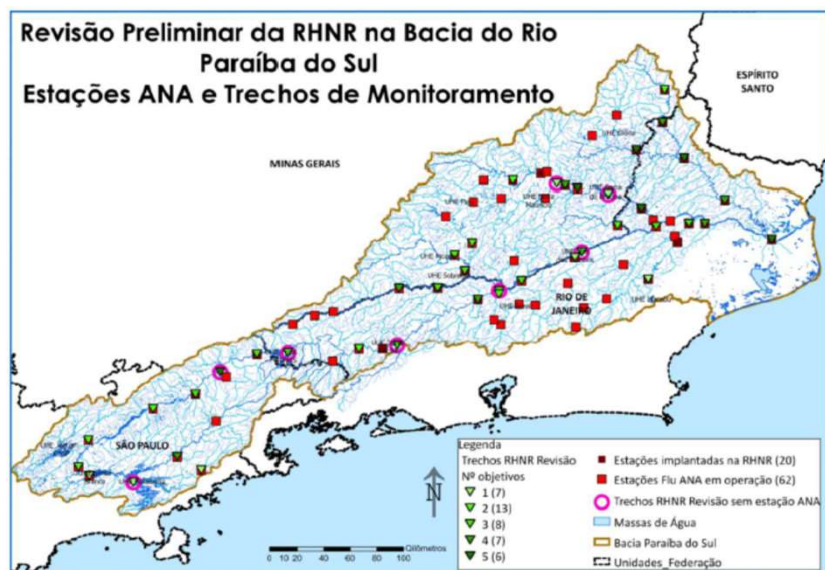 Revisão Preliminar da RHNR na Bacia do Rio
Paraíba do Sul
Estações ANA e Trechos de Monitoramento
ESPÍRITO
SANTO
MINAS GERAIS
RIO DE
JANEIRO
SÃO PAULO
N
0 10 20 40 60 80 100
Quilômetros
Legenda
Trechos RHNR Revisão
Nº objetivos
1 (7)
2 (13)
3 (8)
4 (7)
5 (6)
Estações implantadas na RHNR (20)
Estações Flu ANA em operação (62)
Trechos RHNR Revisão sem estação ANA
Massas de Água
Bacia Paraíba do Sul
Unidades_Federação